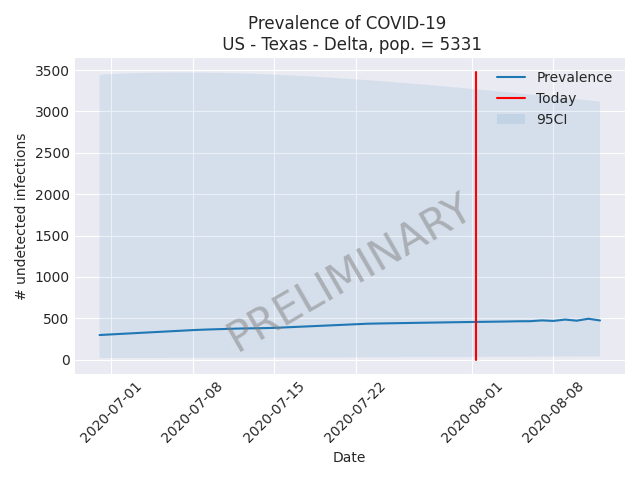 Prevalence of COVID-19
US - Texas - Delta, pop. = 5331
# undetected infections
3500
3000
2500
2000
1500
1000
500
0
Prevalence
Today
95CI
PRELIMINARY
2020-07-01
2020-07-08
2020-07-15
2020-07-22
2020-08-01
2020-08-08
Date